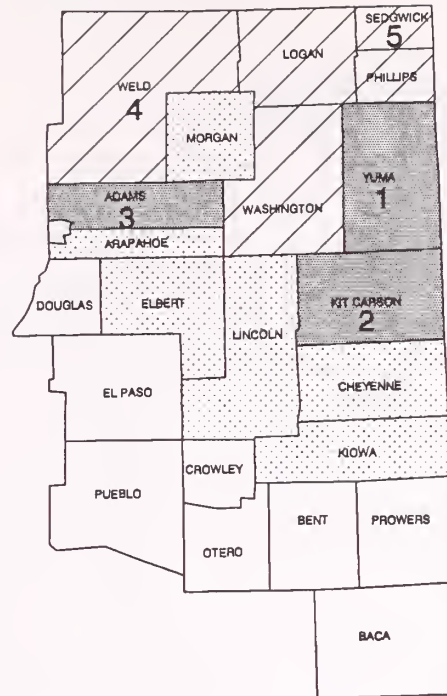 SEDGWICK
5
LOGAN
PHILLIPS
WELD
4
MORGAN
YUMA
1
ADAMS
3
WASHINGTON
ARAPAHOE
DOUGLAS
ELBERT
LINCOLN
KIT CARSON
2
EL PASO
CHEYENNE
KIOWA
CROWLEY
PUEBLO
BENT
PROWERS
OTERO
BACA